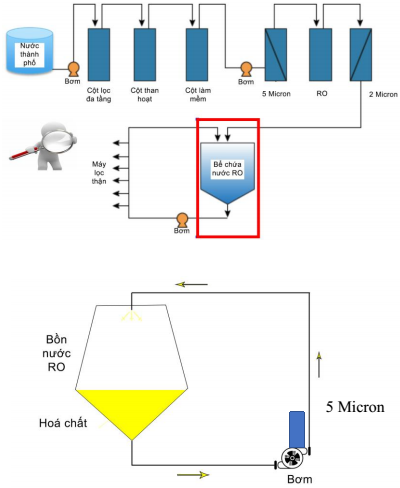 Nước
thành
phố
Bơm
Cột lọc
đa tầng
Cột than
hoạt
Cột làm
mềm
Bơm
5 Micron
RO
2 Micron
Máy
lọc
thận
Bể chứa
nước RO
Bơm
Bồn
nước
RO
Hoá chất
5 Micron
Bơm